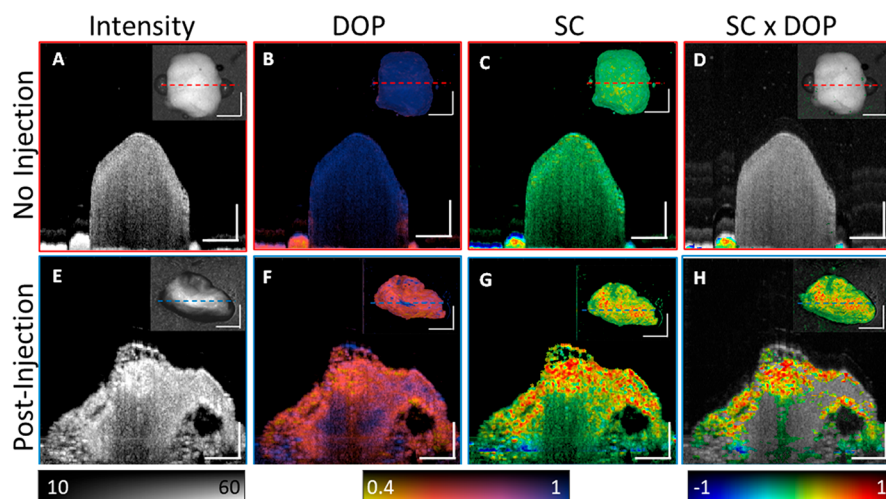 Intensity DOP SC SC x DOP
No Injection
A B C D
Post-Injection
E F G H
10 60 0.4 1 -1 1